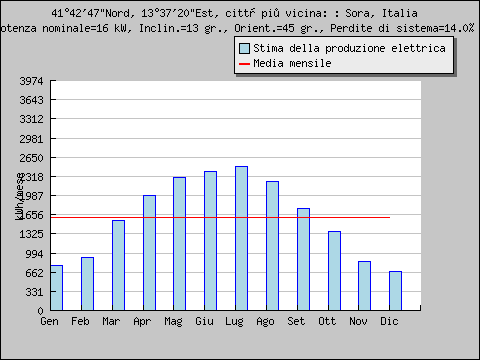 41°42'47"Nord, 13°37'20"Est, cittŕ piů vicina: : Sora, Italia
otenza nominale=16 kW, Inclin.=13 gr., Orient.=45 gr., Perdite di sistema=14.0%
Stima della produzione elettrica
Media mensile
kWh/mese
3974
3643
3312
2981
2650
2318
1987
1656
1325
994
662
331
0
Gen Feb Mar Apr Mag Giu Lug Ago Set Ott Nov Dic